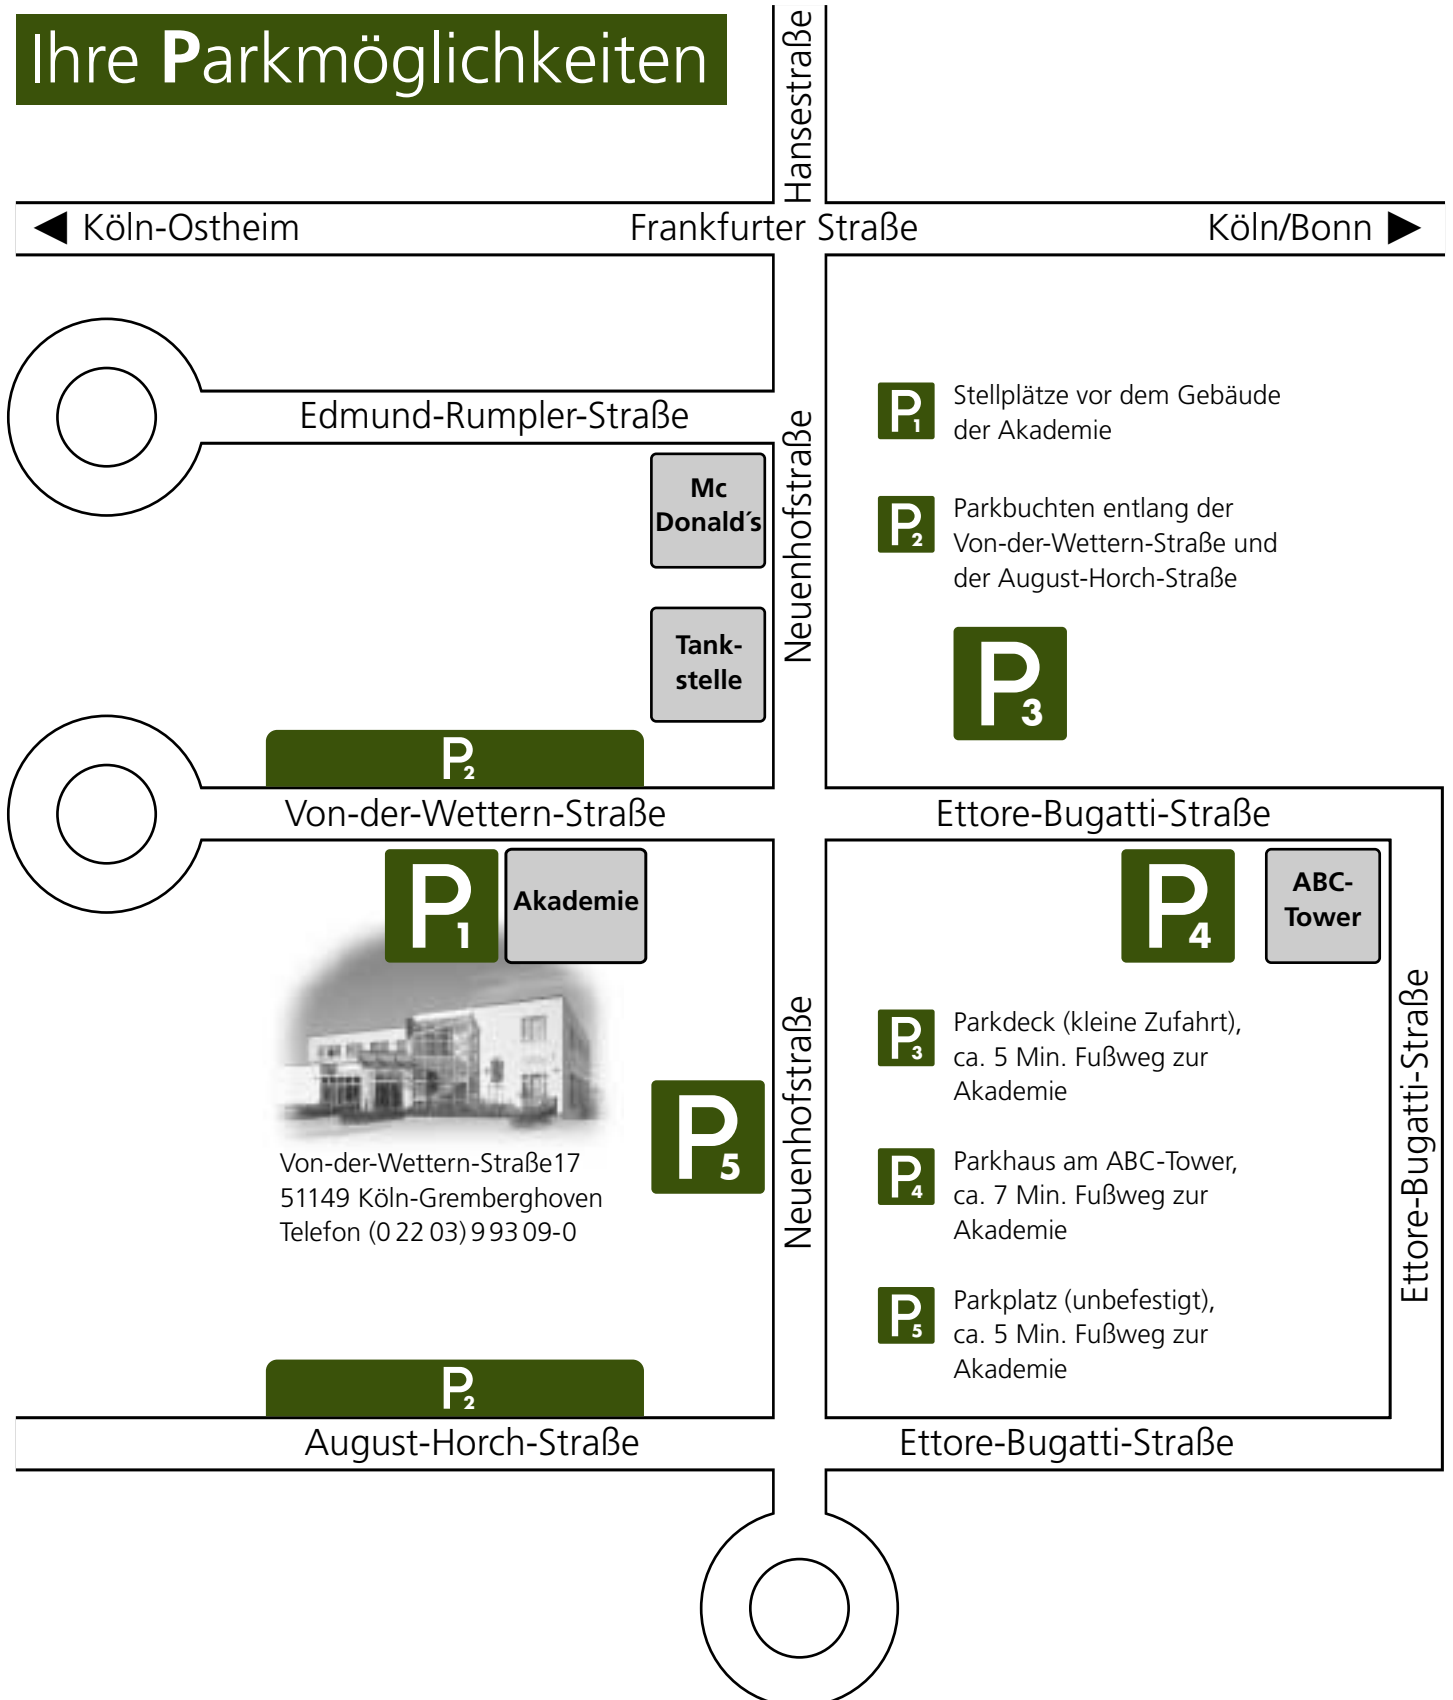 Ihre Parkmöglichkeiten
Hansestraße
Köln-Ostheim
Frankfurter Straße
Köln/Bonn
Edmund-Rumpler-Straße
Neuenhofstraße
Mc
Donald´s
Tank-
stelle
P1
Stellplätze vor dem Gebäude
der Akademie
P2
Parkbuchten entlang der
Von-der-Wettern-Straße und
der August-Horch-Straße
P3
P2
Von-der-Wettern-Straße
Ettore-Bugatti-Straße
P1
Akademie
P4
ABC-
Tower
Von-der-Wettern-Straße17
51149 Köln-Gremberghoven
Telefon (0 22 03) 9 93 09-0
P5
Neuenhofstraße
P3
Parkdeck (kleine Zufahrt),
ca. 5 Min. Fußweg zur
Akademie
P4
Parkhaus am ABC-Tower,
ca. 7 Min. Fußweg zur
Akademie
P5
Parkplatz (unbefestigt),
ca. 5 Min. Fußweg zur
Akademie
Ettore-Bugatti-Straße
P2
August-Horch-Straße
Ettore-Bugatti-Straße